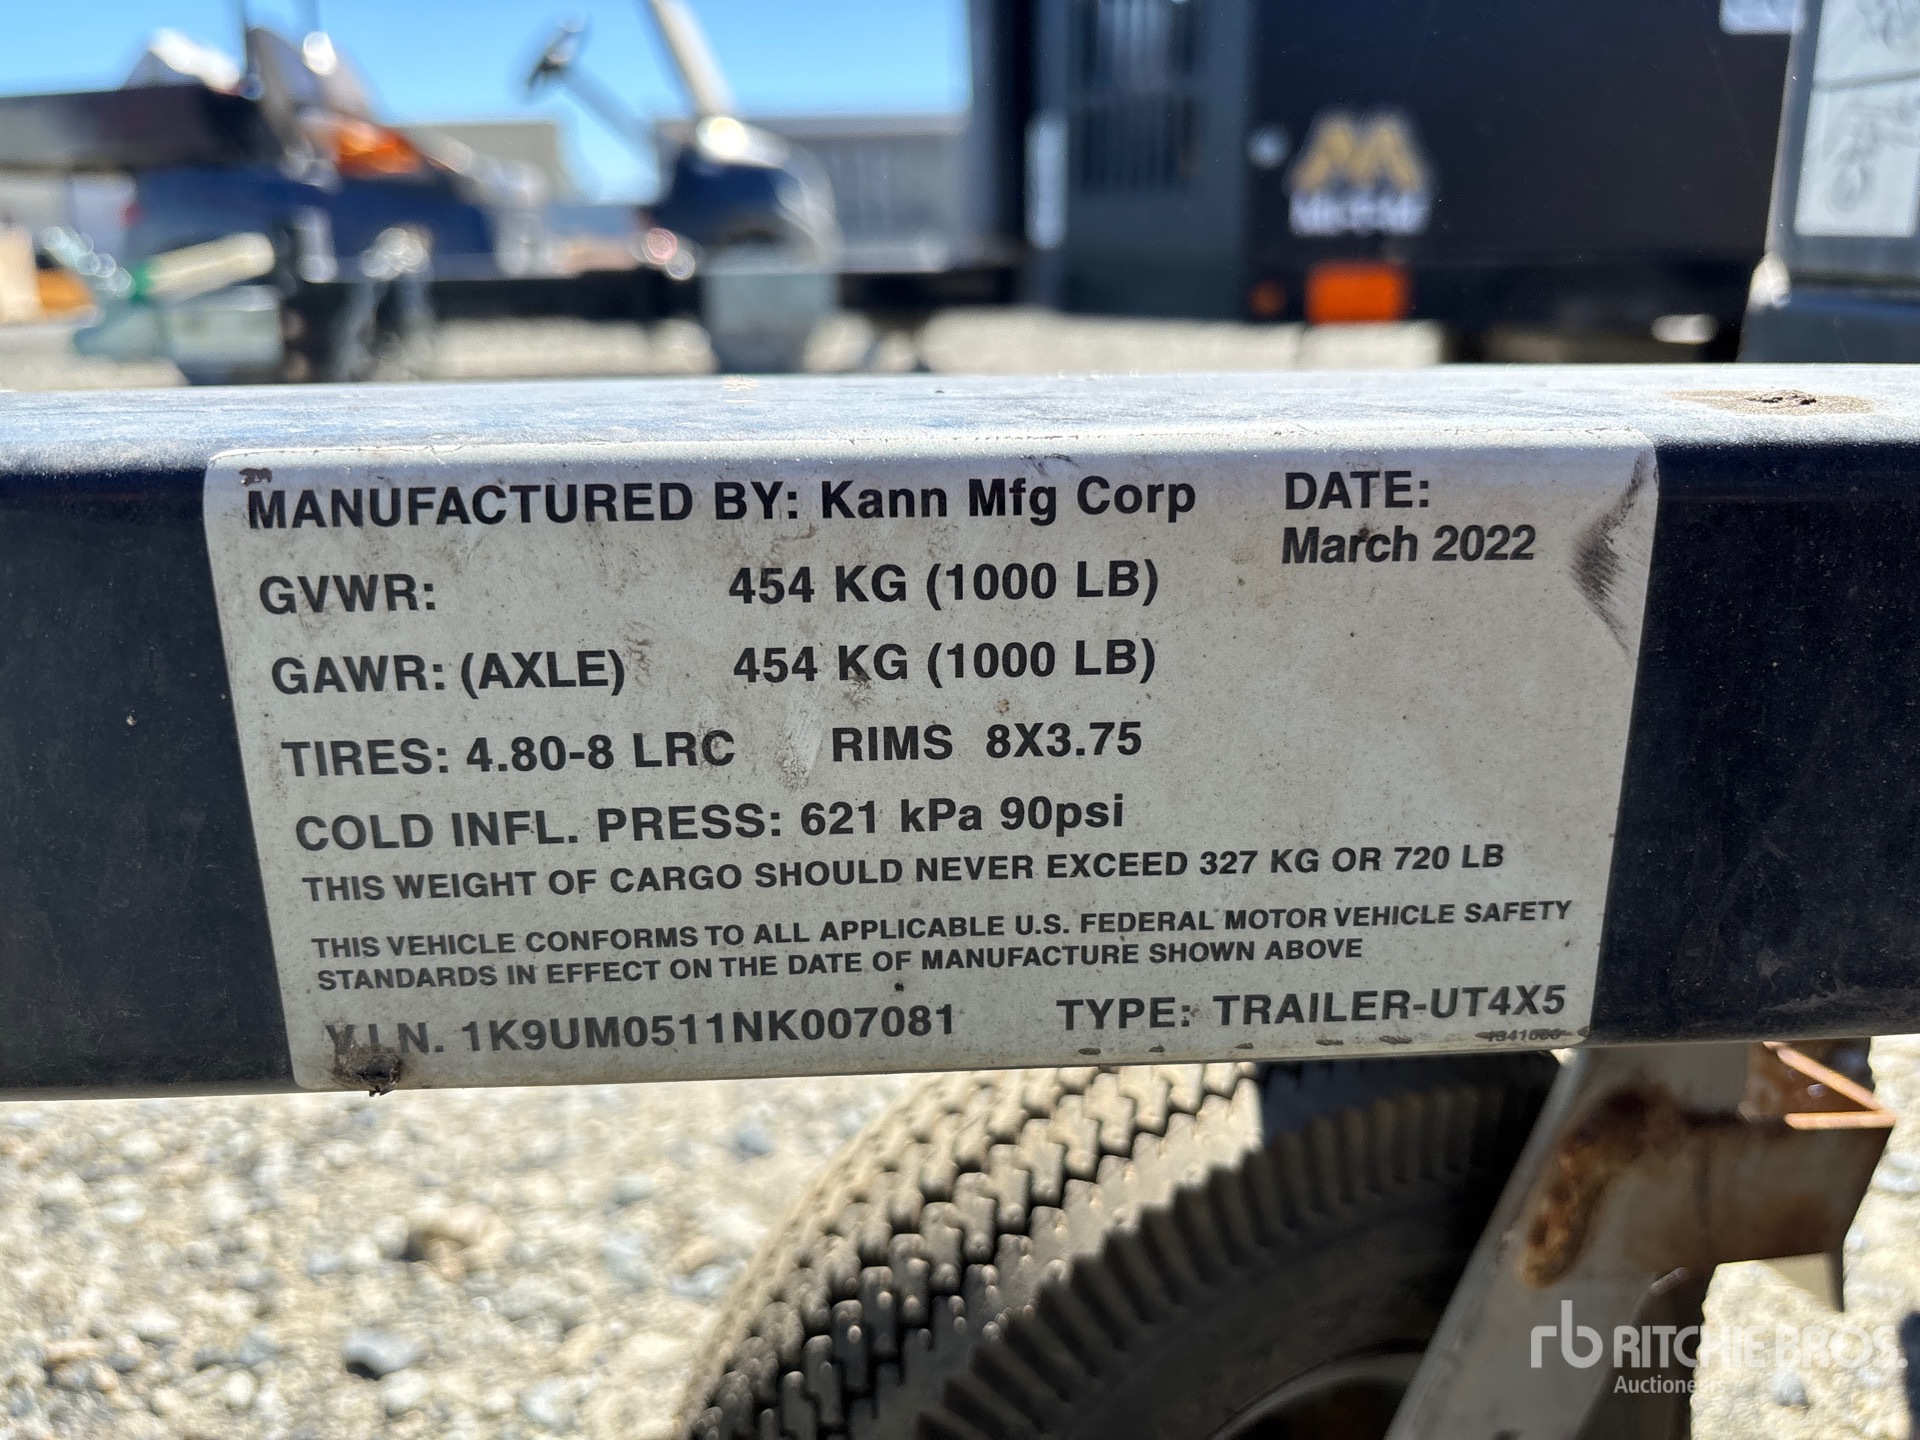 MANUFACTURED BY: Kann Mfg Corp
DATE:
March 2022
GVWR: 454 KG (1000 LB)
GAWR: (AXLE) 454 KG (1000 LB)
TIRES: 4.80-8 LRC RIMS 8X3.75
COLD INFL. PRESS: 621 kPa 90psi
THIS WEIGHT OF CARGO SHOULD NEVER EXCEED 327 KG OR 720 LB
THIS VEHICLE CONFORMS TO ALL APPLICABLE U.S. FEDERAL MOTOR VEHICLE SAFETY
STANDARDS IN EFFECT ON THE DATE OF MANUFACTURE SHOWN ABOVE
V.I.N. 1K9UM0511NK007081 TYPE: TRAILER-UT4X5
rb RITCHIE BROS.
Auctioneers